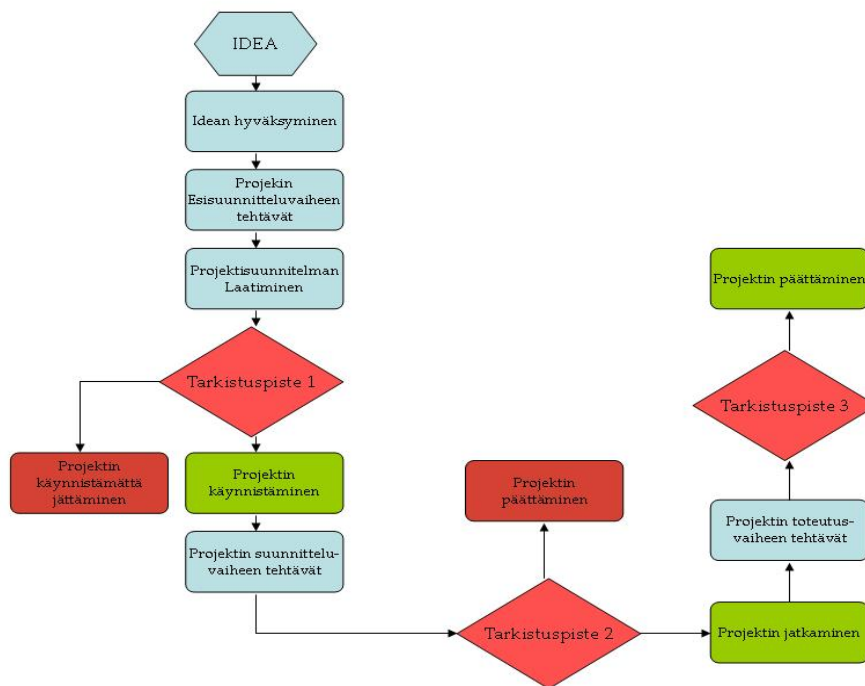 IDEA
Idean hyväksyminen
Projekin
Esisuunnitteluvaiheen
tehtävät
Projektisuunnitelman
Laatiminen
Tarkistuspiste 1
Projektin
käynnistämättä
jättäminen
Projektin
käynnistäminen
Projektin suunnittelu-
vaiheen tehtävät
Projektin
päättäminen
Tarkistuspiste 2
Projektin jatkaminen
Projektin toteutus-
vaiheen tehtävät
Tarkistuspiste 3
Projektin päättäminen